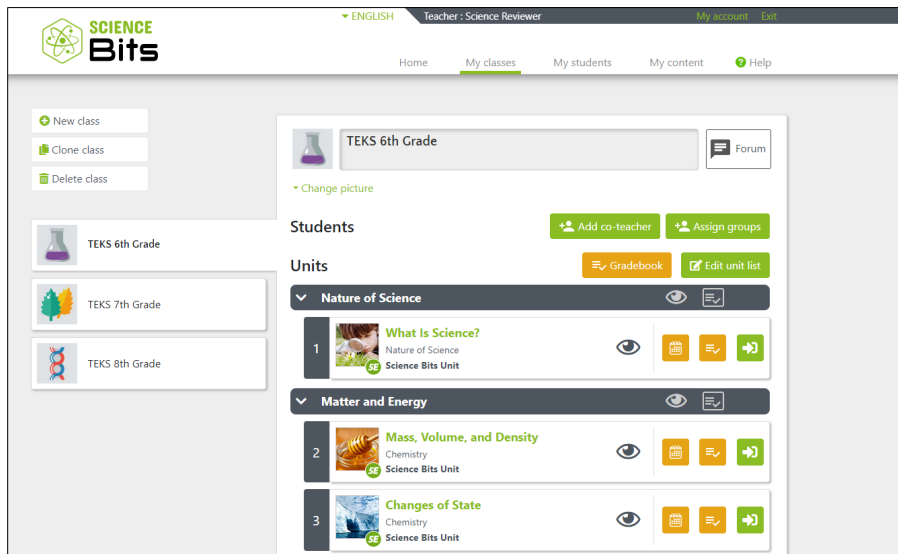 SCIENCE
Bits
ENGLISH
Teacher : Science Reviewer
My account Exit
Home My classes My students My content Help
New class
Clone class
Delete class
TEKS 6th Grade
TEKS 7th Grade
TEKS 8th Grade
TEKS 6th Grade
Forum
Change picture
Students
Add co-teacher
Assign groups
Units
Gradebook
Edit unit list
Nature of Science
1
What Is Science?
Nature of Science
Science Bits Unit
SE
Matter and Energy
2
Mass, Volume, and Density
Chemistry
Science Bits Unit
SE
3
Changes of State
Chemistry
Science Bits Unit
SE